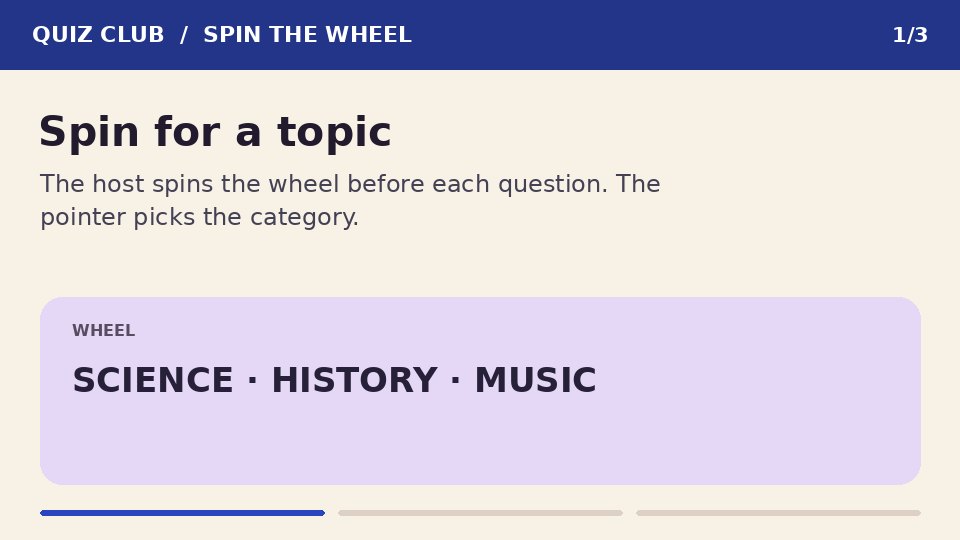 QUIZ CLUB / SPIN THE WHEEL
1/3
Spin for a topic
The host spins the wheel before each question. The
pointer picks the category.
WHEEL
SCIENCE · HISTORY · MUSIC